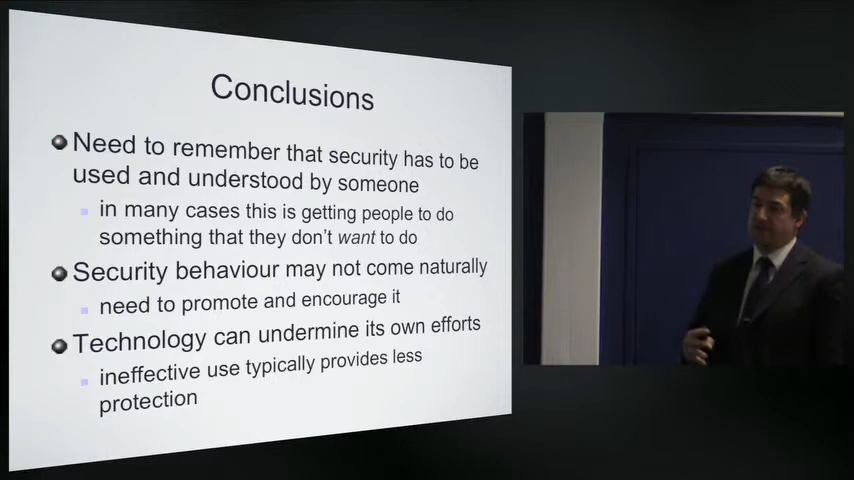 Conclusions
Need to remember that security has to be
used and understood by someone
in many cases this is getting people to do
something that they don't want to do
Security behaviour may not come naturally
need to promote and encourage it
Technology can undermine its own efforts
ineffective use typically provides less
protection